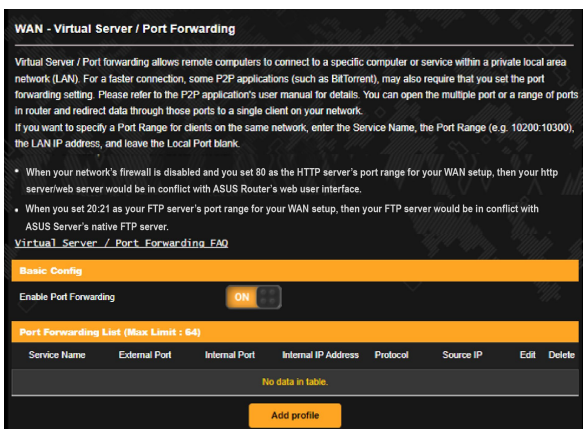 WAN - Virtual Server / Port Forwarding
Virtual Server / Port forwarding allows remote computers to connect to a specific computer or service within a private local area
network (LAN). For a faster connection, some P2P applications (such as BitTorrent), may also require that you set the port
forwarding setting. Please refer to the P2P application's user manual for details. You can open the multiple port or a range of ports
in router and redirect data through those ports to a single client on your network.
If you want to specify a Port Range for clients on the same network, enter the Service Name, the Port Range (e.g. 10200:10300),
the LAN IP address, and leave the Local Port blank.
• When your network's firewall is disabled and you set 80 as the HTTP server's port range for your WAN setup, then your http
server/web server would be in conflict with ASUS Router's web user interface.
• When you set 20:21 as your FTP server's port range for your WAN setup, then your FTP server would be in conflict with
ASUS Server's native FTP server.
Virtual Server / Port Forwarding FAQ
Basic Config
Enable Port Forwarding ON
Port Forwarding List (Max Limit : 64)
Service Name External Port Internal Port Internal IP Address Protocol Source IP Edit Delete
No data in table.
Add profile